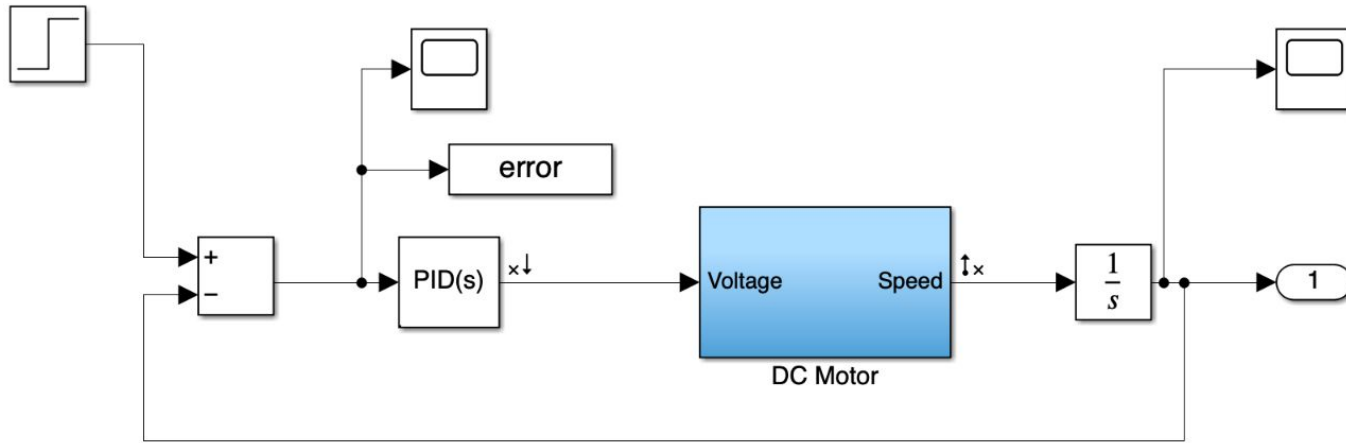 error
+
−
PID(s)
Voltage
Speed
1
s
1
DC Motor